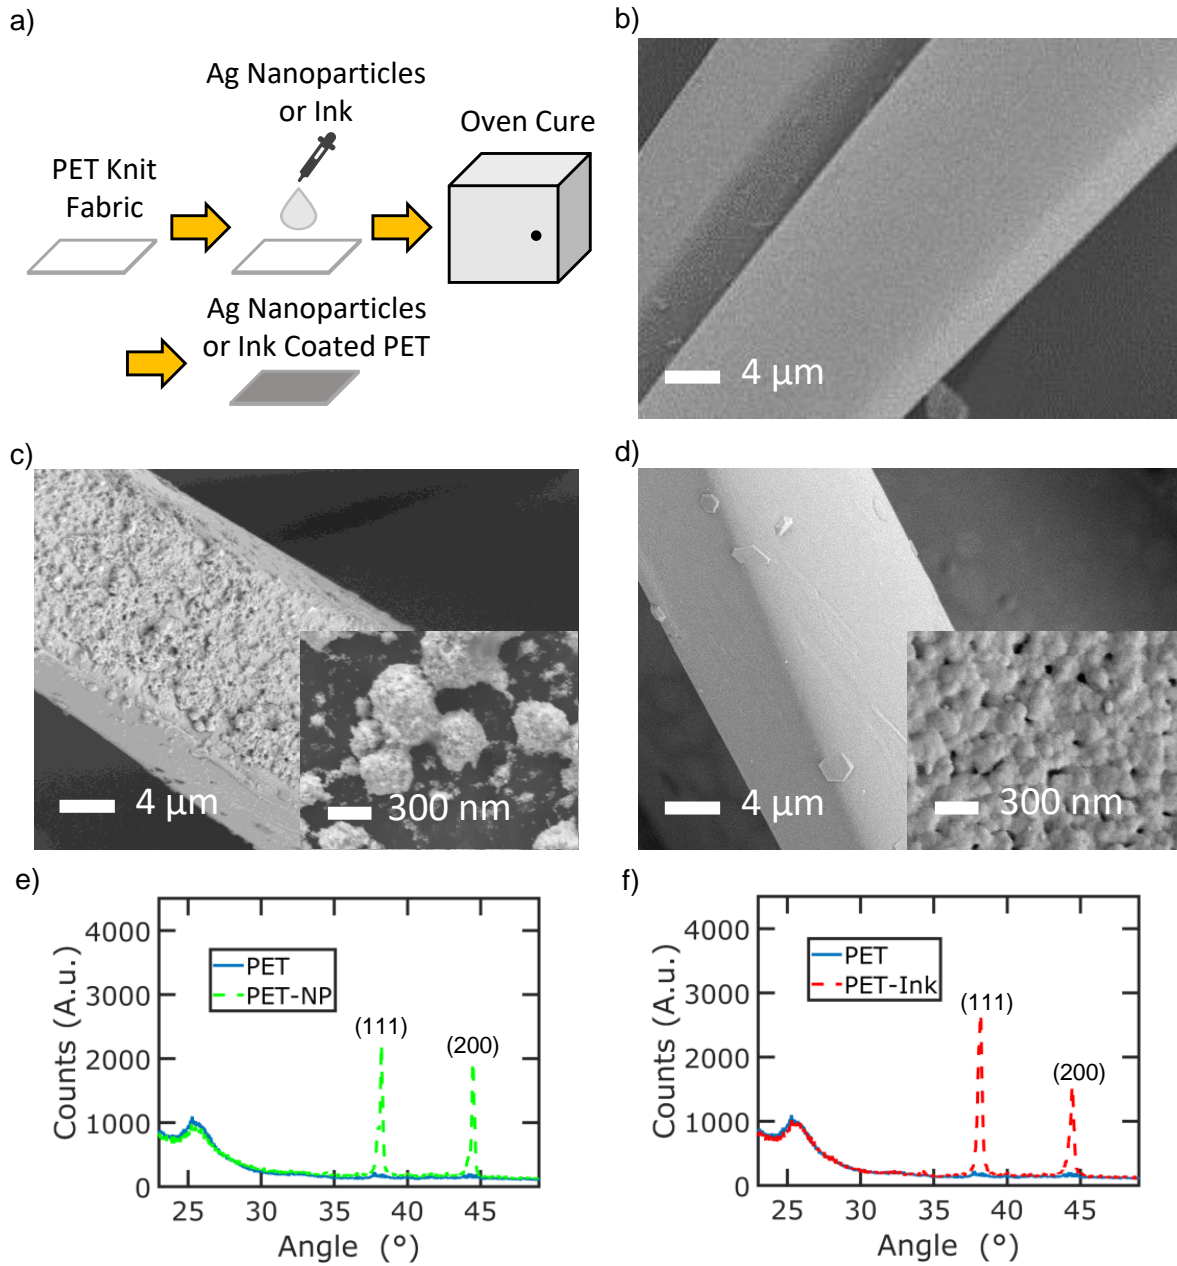 a)
Ag Nanoparticles
or Ink
Oven Cure
PET Knit
Fabric
Ag Nanoparticles
or Ink Coated PET
b)
4 µm
c)
4 µm
300 nm
d)
4 µm
300 nm
e)
Counts (A.u.)
4000
3000
2000
1000
0
PET
PET-NP
(111)
(200)
25
30
35
40
45
Angle (°)
f)
Counts (A.u.)
4000
3000
2000
1000
0
PET
PET-Ink
(111)
(200)
25
30
35
40
45
Angle (°)